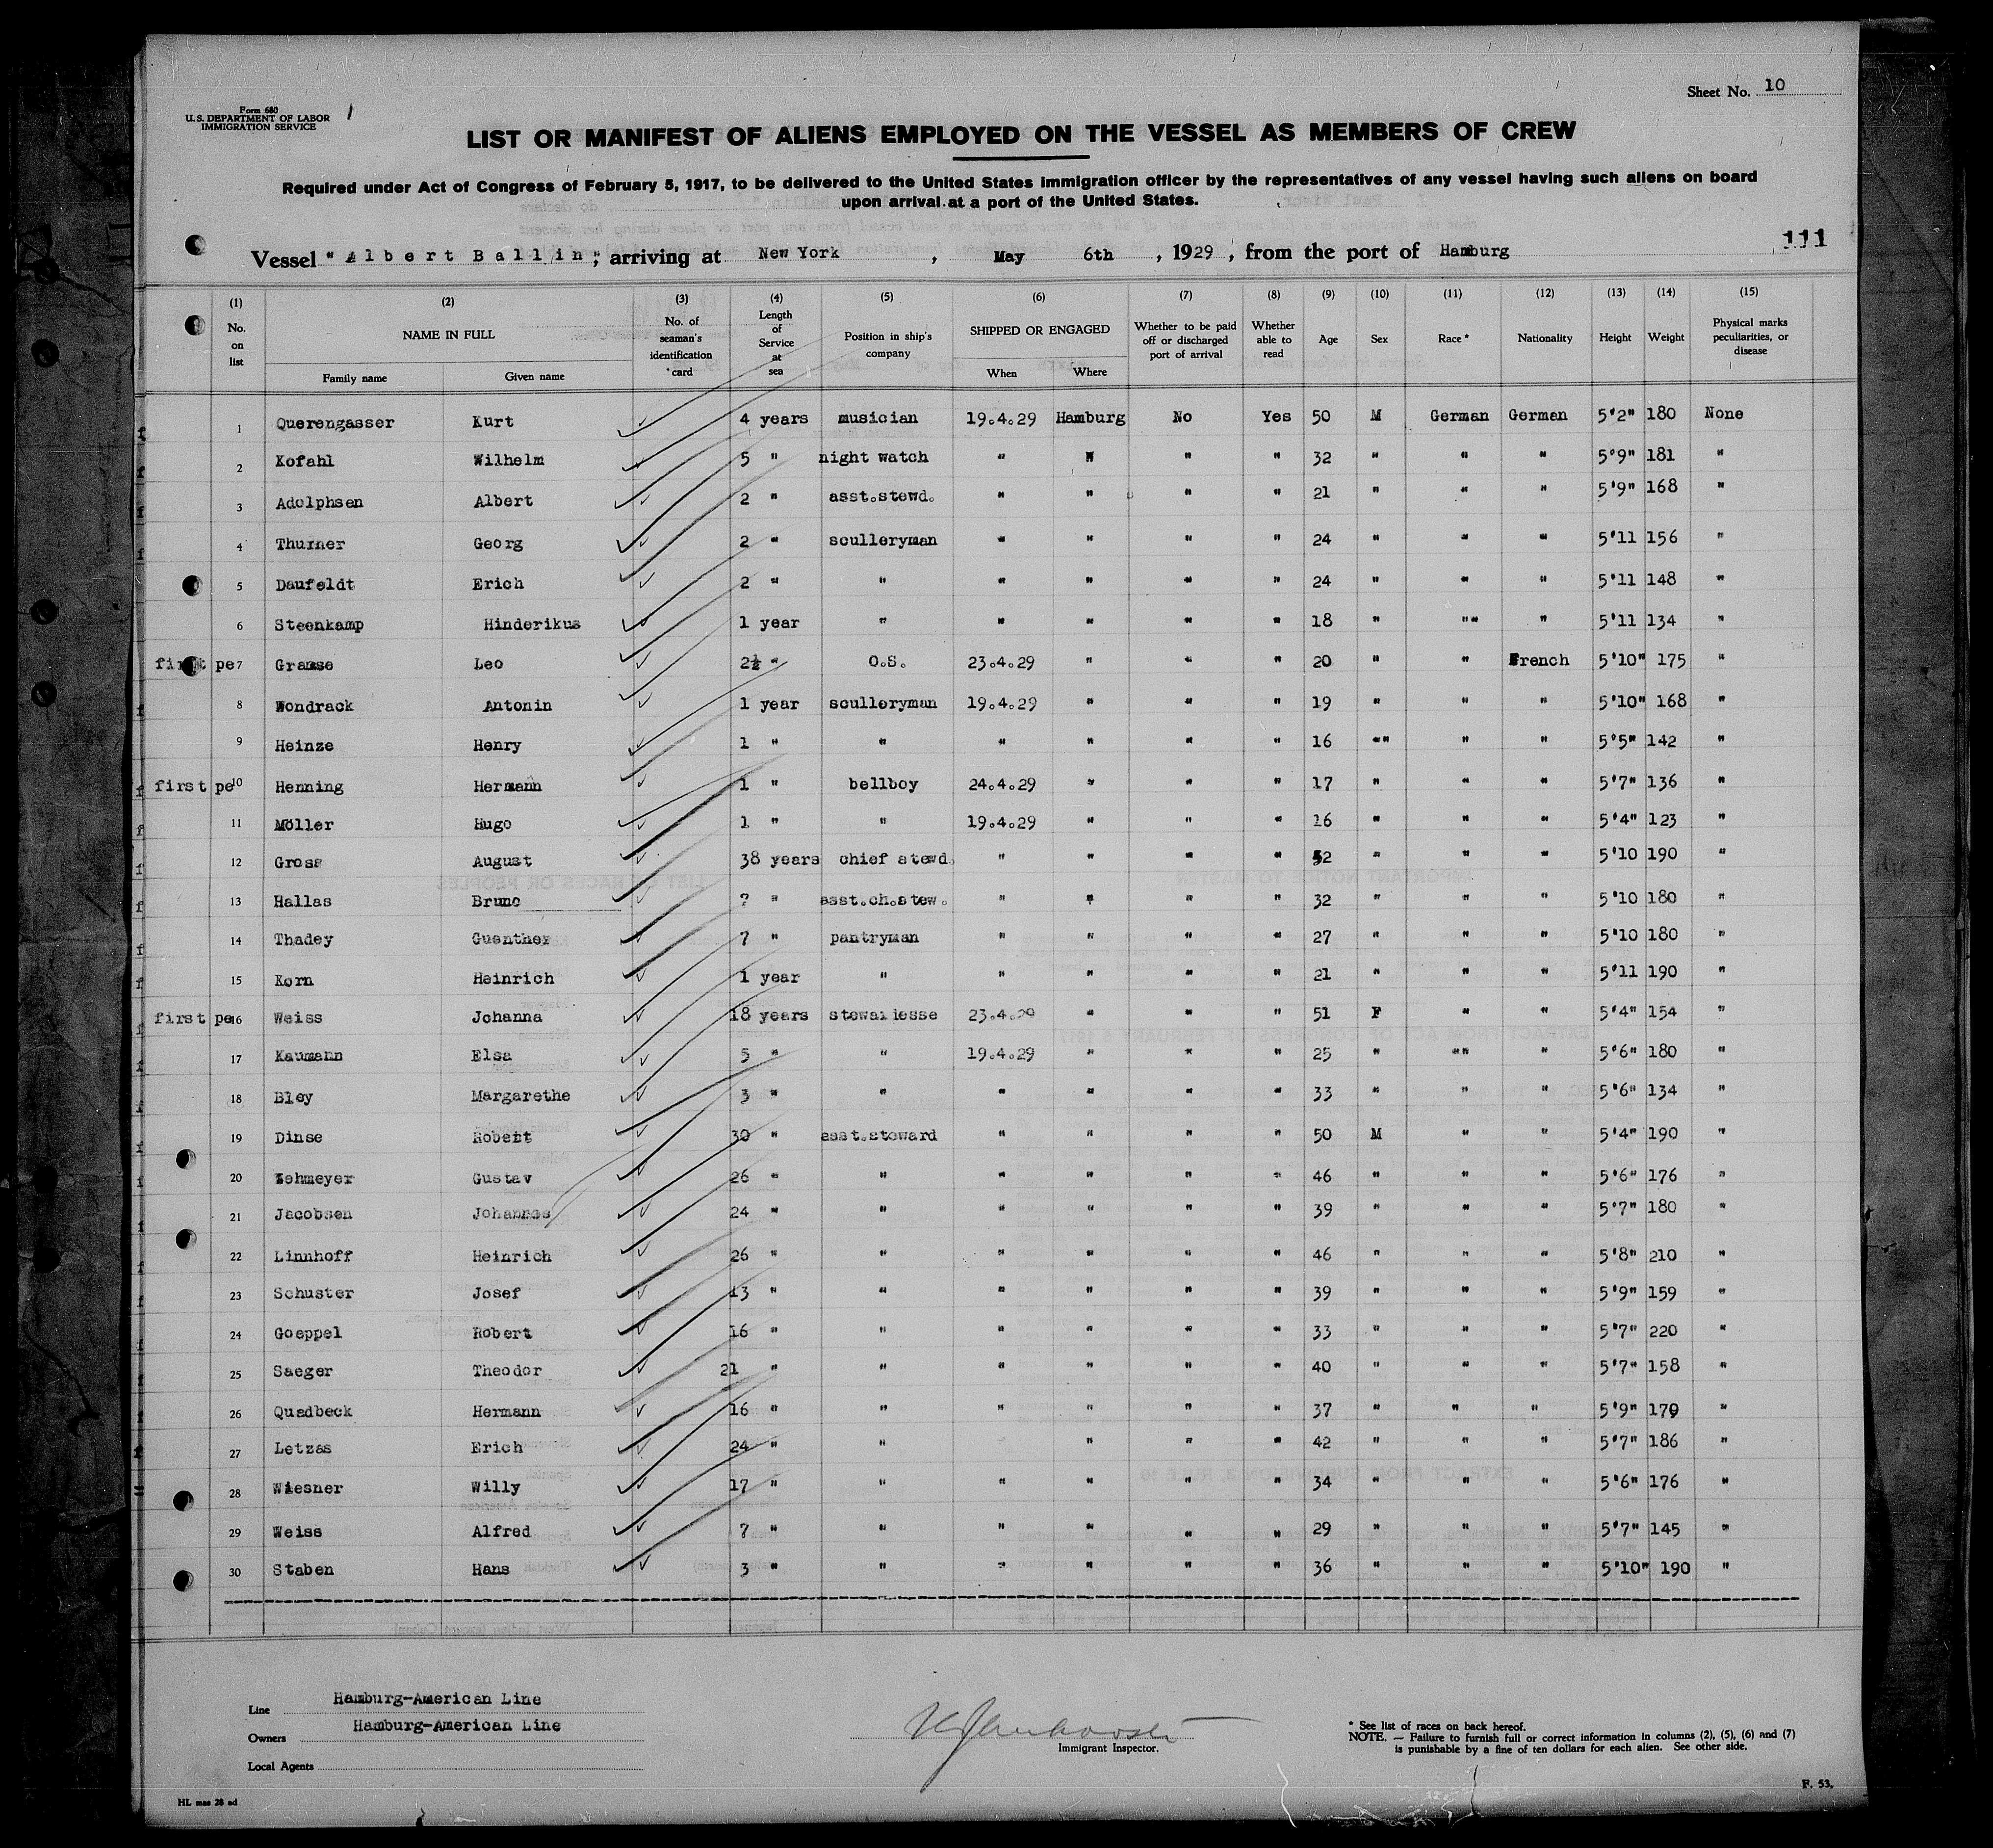 Sheet No. 10
Form 680
U.S. DEPARTMENT OF LABOR
IMMIGRATION SERVICE
LIST OR MANIFEST OF ALIENS EMPLOYED ON THE VESSEL AS MEMBERS OF CREW
Required under Act of Congress of February 5, 1917, to be delivered to the United States immigration officer by the representatives of any vessel having such aliens on board
upon arrival at a port of the United States.
111
Vessel "Albert Ballin", arriving at New York, May 6th, 1929, from the port of Hamburg
(1) (2) (3) (4) (5) (6) (7) (8) (9) (10) (11) (12) (13) (14) (15)
No. on list NAME IN FULL Family name Given name No. of seaman's identification card Length of Service at sea Position in ship's company SHIPPED OR ENGAGED When Where Whether to be paid off or discharged port of arrival Whether able to read Age Sex Race* Nationality Height Weight Physical marks peculiarities, or disease
1 Querengasser Kurt 4 years musician 19.4.29 Hamburg No Yes 50 M German German 5'2" 180 None
2 Kofahl Wilhelm 5 " night watch " " " " 32 " " " 5'9" 181 "
3 Adolphsen Albert 2 " asst.stewd. " " " " 21 " " " 5'9" 168 "
4 Thurner Georg 2 " sculleryman " " " " 24 " " " 5'11 156 "
5 Daufeldt Erich 2 " " " " " " 24 " " " 5'11 148 "
6 Steenkamp Hinderikus 1 year " " " " " 18 " " " 5'11 134 "
first pe 7 Gramse Leo 2½ " O.S. 23.4.29 " " " 20 " " French 5'10" 175 "
8 Wondrack Antonin 1 year sculleryman 19.4.29 " " " 19 " " " 5'10" 168 "
9 Heinze Henry 1 " " " " " " 16 " " " 5'5" 142 "
first pe 10 Henning Hermann 1 " bellboy 24.4.29 " " " 17 " " " 5'7" 136 "
11 Möller Hugo 1 " " 19.4.29 " " " 16 " " " 5'4" 123 "
12 Gross August 38 years chief stewd. " " " " 52 " " " 5'10 190 "
13 Hallas Bruno " asst.ch.stew. " " " " 32 " " " 5'10 180 "
14 Thadey Guenther 7 " pantryman " " " " 27 " " " 5'10 180 "
15 Korn Heinrich 1 year " " " " " 21 " " " 5'11 190 "
first pe 16 Weiss Johanna 18 years stewardesse 23.4.29 " " " 51 F " " 5'4" 154 "
17 Kaumann Elsa 5 " " 19.4.29 " " " 25 " " " 5'6" 180 "
18 Bley Margarethe 3 " " " " " " 33 " " " 5'6" 134 "
19 Dinse Robert 30 " asst.steward " " " " 50 M " " 5'4" 190 "
20 Zehmeyer Gustav 26 " " " " " " 46 " " " 5'6" 176 "
21 Jacobsen Johannes 24 " " " " " " 39 " " " 5'7" 180 "
22 Linnhoff Heinrich 26 " " " " " " 46 " " " 5'8" 210 "
23 Schuster Josef 13 " " " " " " 39 " " " 5'9" 159 "
24 Goeppel Robert 16 " " " " " " 33 " " " 5'7" 220 "
25 Saeger Theodor 21 " " " " " " 40 " " " 5'7" 158 "
26 Quadbeck Hermann 16 " " " " " " 37 " " " 5'9" 179 "
27 Letzas Erich 24 " " " " " 42 " " " 5'7" 186 "
28 Wiesner Willy 17 " " " " " " 34 " " " 5'6" 176 "
29 Weiss Alfred 7 " " " " " " 29 " " " 5'7" 145 "
30 Staben Hans 3 " " " " " " 36 " " " 5'10" 190 "
Line Hamburg-American Line
Owners Hamburg-American Line
Local Agents
Immigrant Inspector.
* See list of races on back hereof.
NOTE. — Failure to furnish full or correct information in columns (2), (5), (6) and (7)
is punishable by a fine of ten dollars for each alien. See other side.
F. 53.
HL mas 28 ad